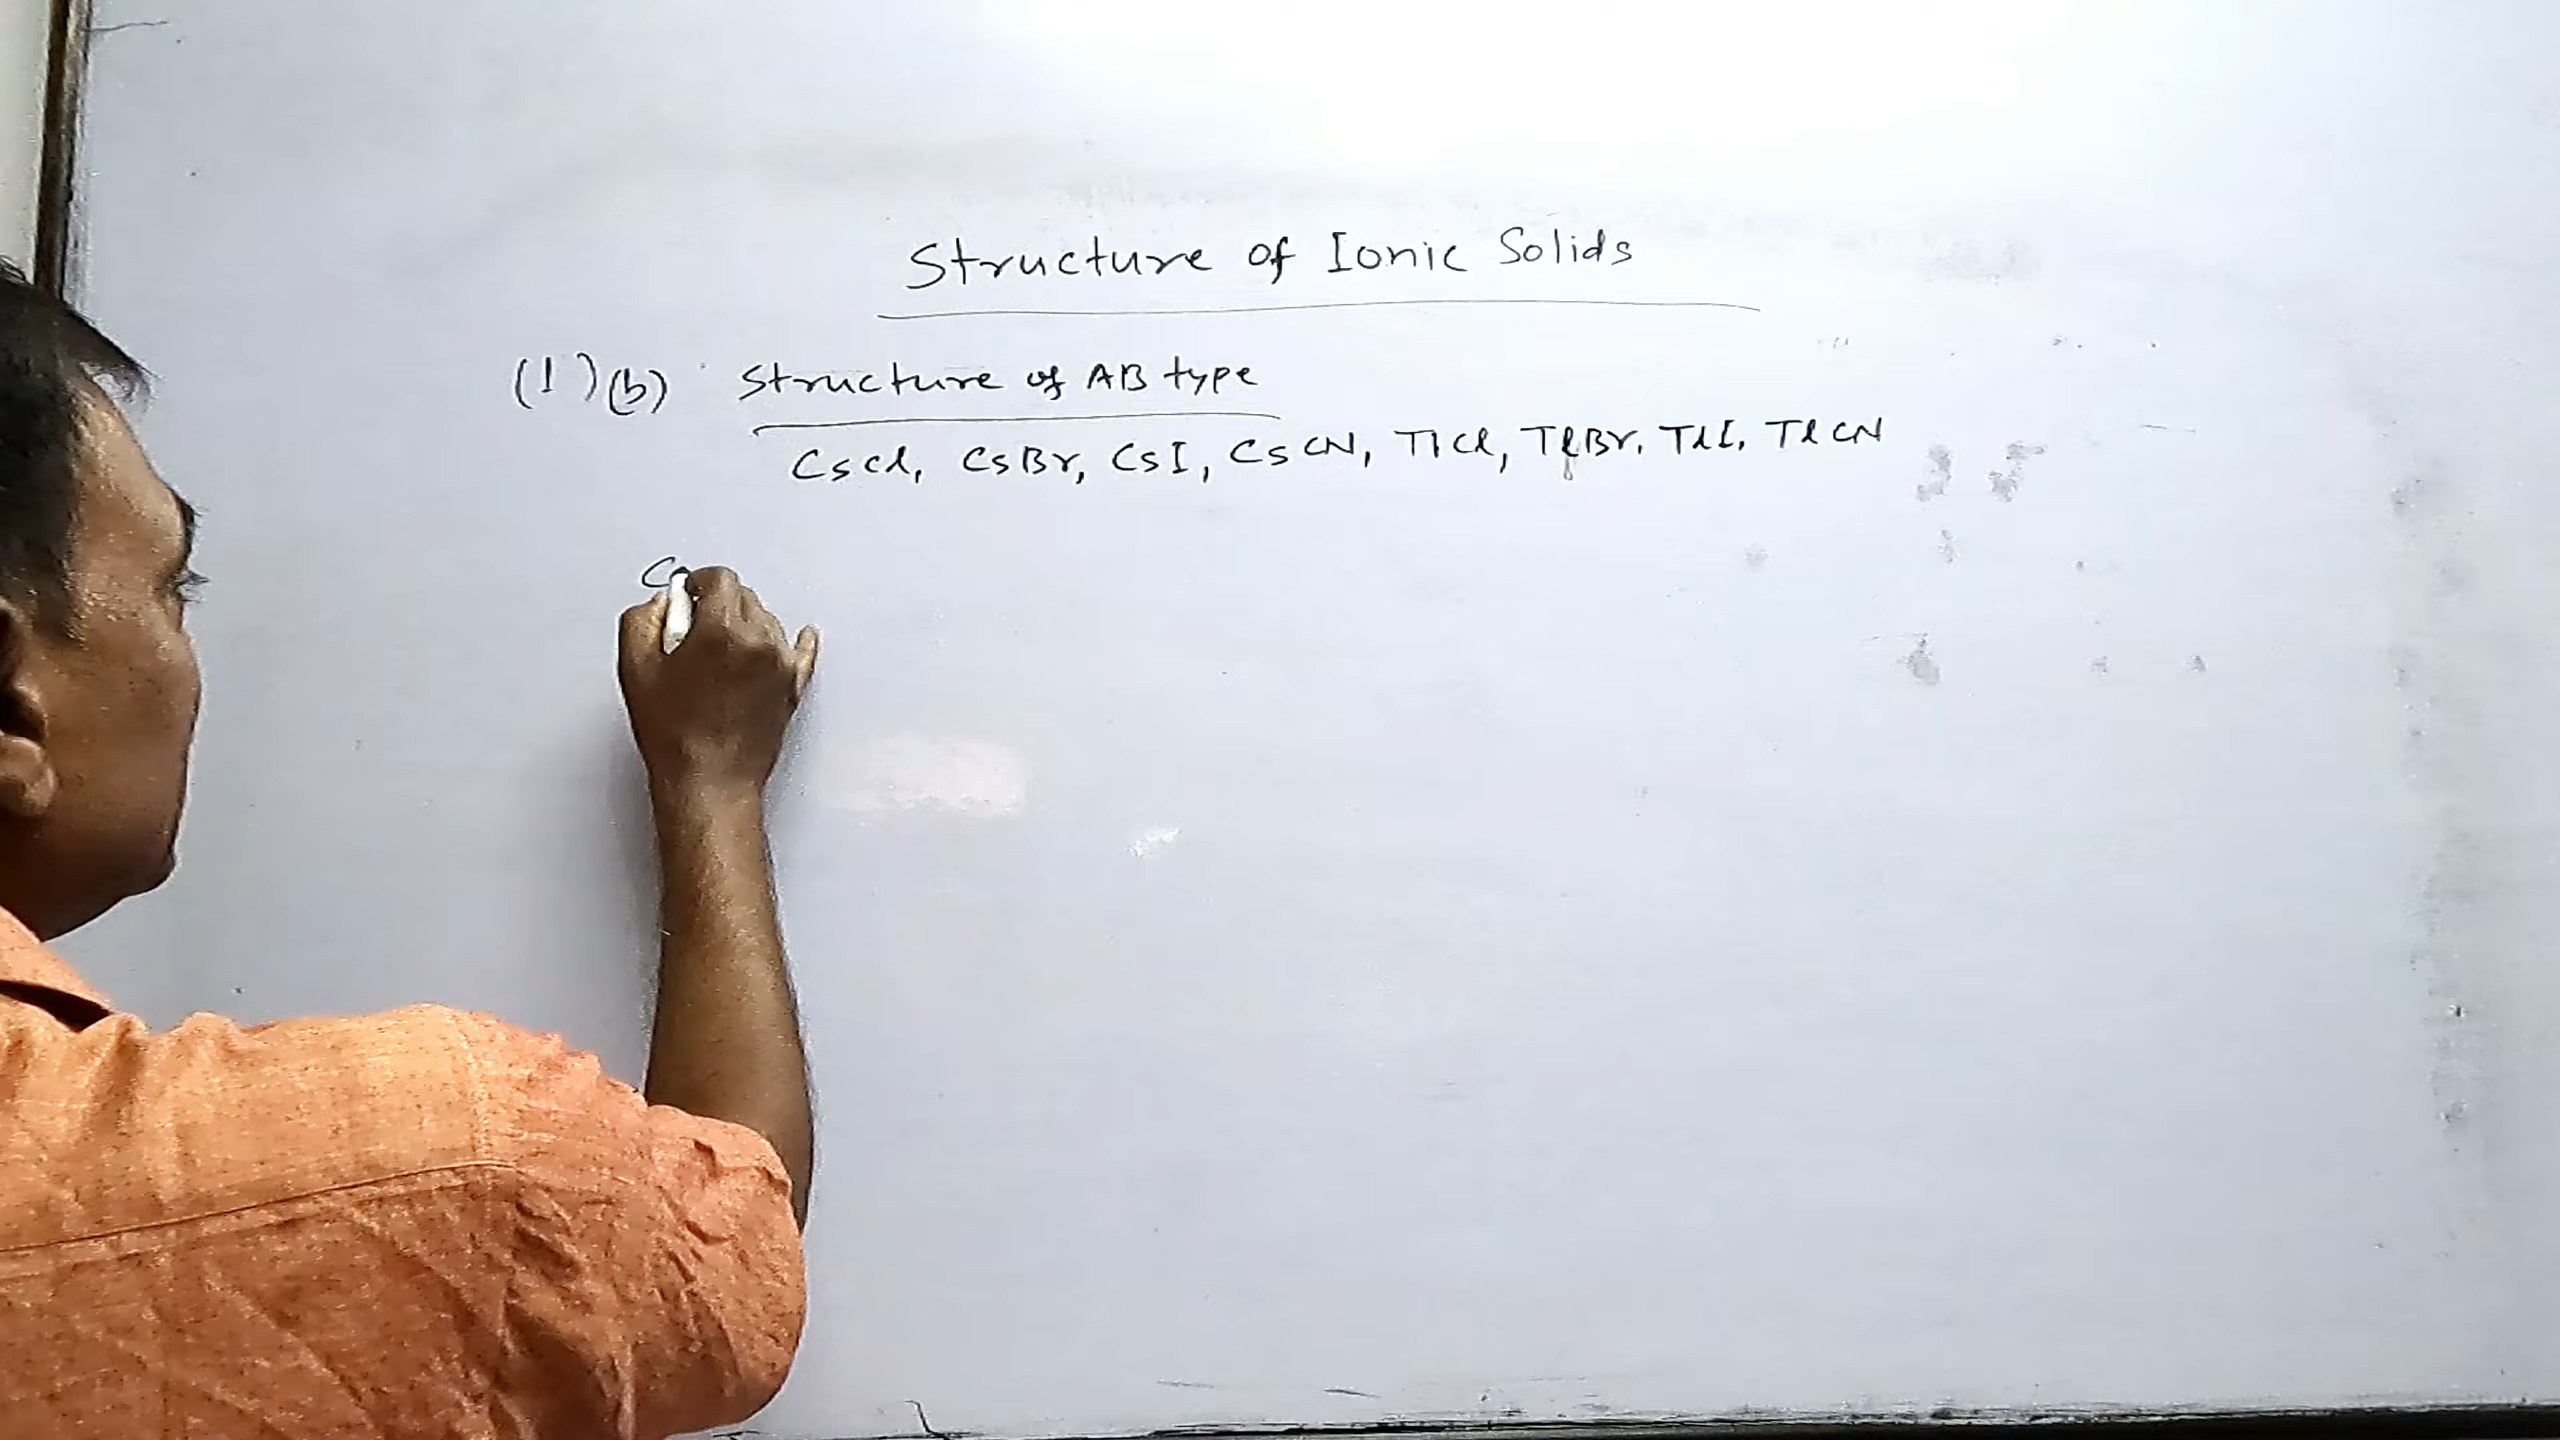 Structure of Ionic Solids
(1)(b) Structure of AB type
CsCl, CsBr, CsI, CsCN, TlCl, TlBr, TlI, TlCN
C